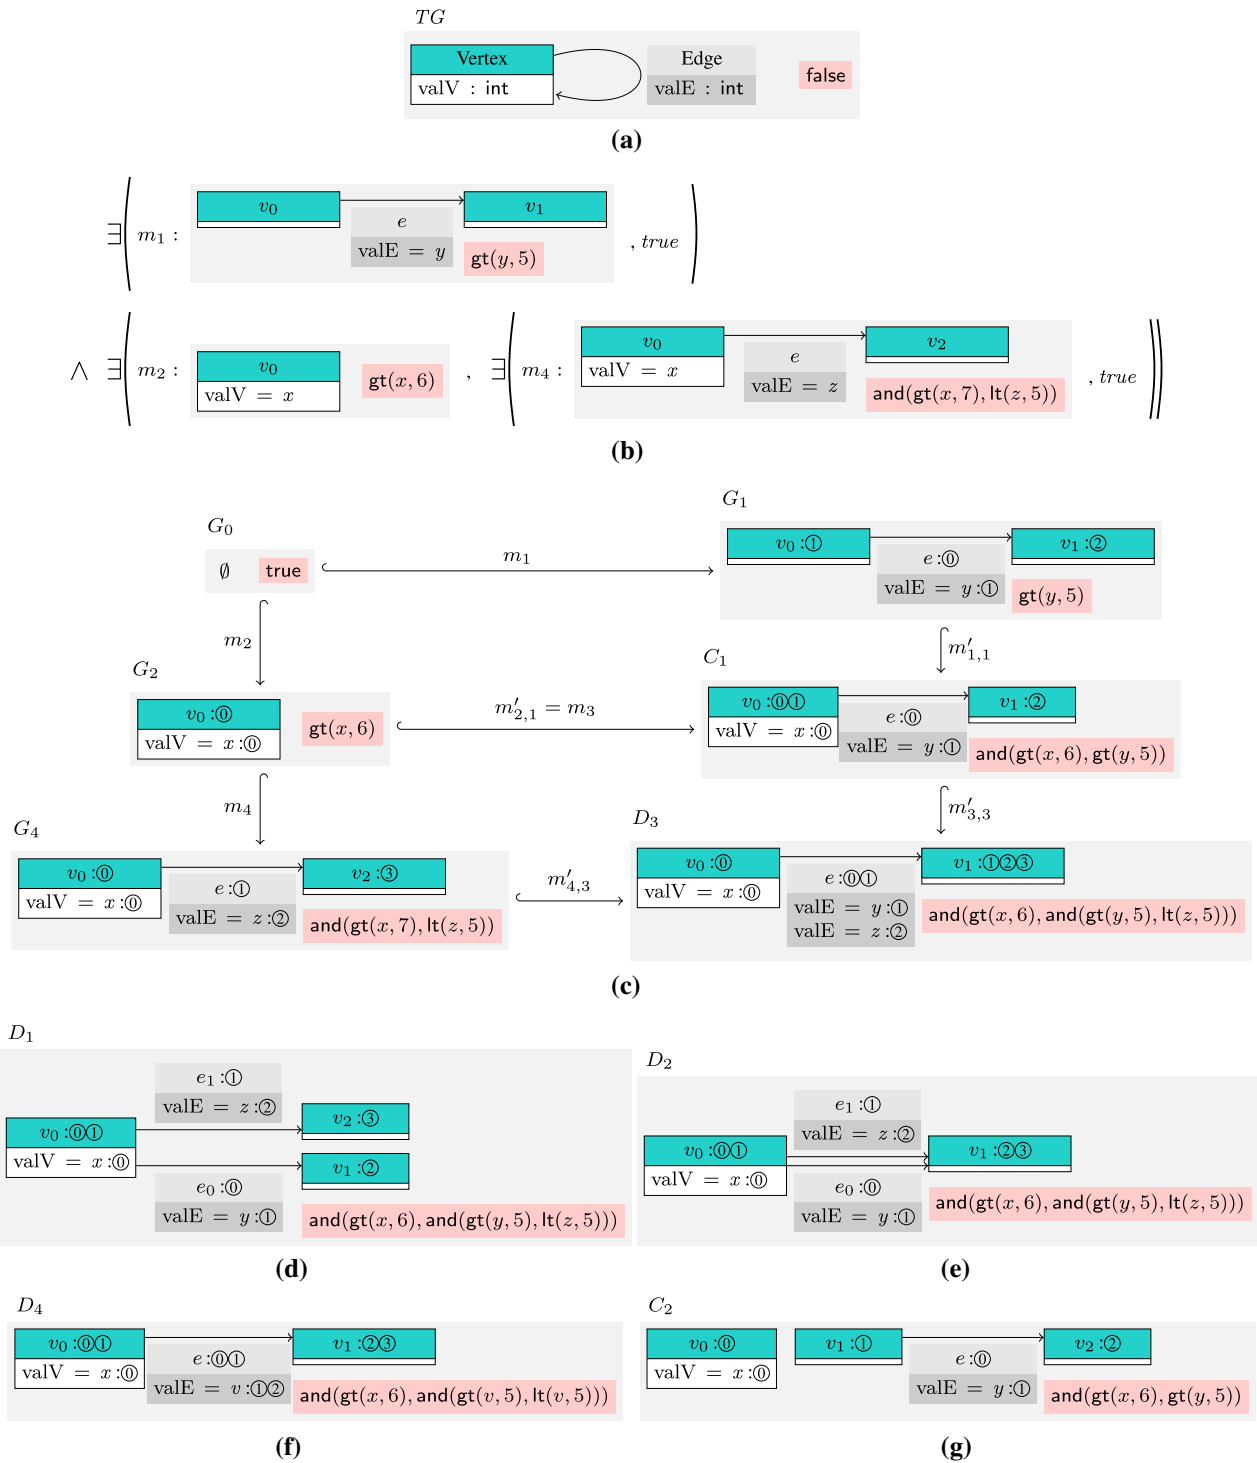 TG
Vertex
valV : int
Edge
valE : int
false
(a)
∃ ( m₁ :
v₀
e
valE = y
v₁
gt(y, 5)
, true )
∧ ∃ ( m₂ :
v₀
valV = x
gt(x, 6)
, ∃ ( m₄ :
v₀
valV = x
e
valE = z
v₂
and(gt(x, 7), lt(z, 5))
, true ))
(b)
G₀
∅ true
m₁
G₁
v₀:⓪①
v₀:①
e:⓪
valE = y:①
v₁:②
gt(y, 5)
m₂
m′₁,₁
G₂
v₀:⓪
valV = x:⓪
gt(x, 6)
m′₂,₁ = m₃
C₁
v₀:⓪①
valV = x:⓪
e:⓪
valE = y:①
v₁:②
and(gt(x, 6), gt(y, 5))
m₄
m′₃,₃
G₄
v₀:⓪
valV = x:⓪
e:①
valE = z:②
v₂:③
and(gt(x, 7), lt(z, 5))
m′₄,₃
D₃
v₀:⓪
valV = x:⓪
e:⓪①
valE = y:①
valE = z:②
v₁:①②③
and(gt(x, 6), and(gt(y, 5), lt(z, 5)))
(c)
D₁
e₁:①
valE = z:②
v₀:⓪①
valV = x:⓪
v₂:③
v₁:②
e₀:⓪
valE = y:①
and(gt(x, 6), and(gt(y, 5), lt(z, 5)))
(d)
D₂
e₁:①
valE = z:②
v₀:⓪①
valV = x:⓪
v₁:②③
e₀:⓪
valE = y:①
and(gt(x, 6), and(gt(y, 5), lt(z, 5)))
(e)
D₄
v₀:⓪①
valV = x:⓪
e:⓪①
valE = v:①②
v₁:②③
and(gt(x, 6), and(gt(v, 5), lt(v, 5)))
(f)
C₂
v₀:⓪
valV = x:⓪
v₁:①
e:⓪
valE = y:①
v₂:②
and(gt(x, 6), gt(y, 5))
(g)